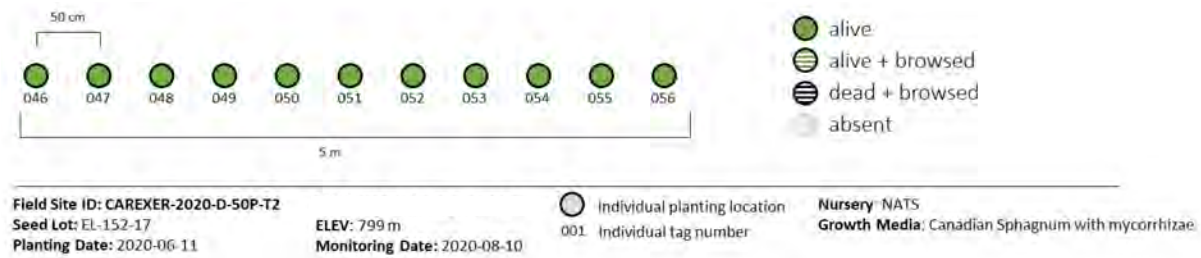 50 cm
alive
alive + browsed
dead + browsed
absent
046 047 048 049 050 051 052 053 054 055 056
5 m
Field Site ID: CAREXER-2020-D-50P-T2
Seed Lot: EL-152-17
Planting Date: 2020-06-11
ELEV: 799 m
Monitoring Date: 2020-08-10
Individual planting location
001 Individual tag number
Nursery: NATS
Growth Media: Canadian Sphagnum with mycorrhizae